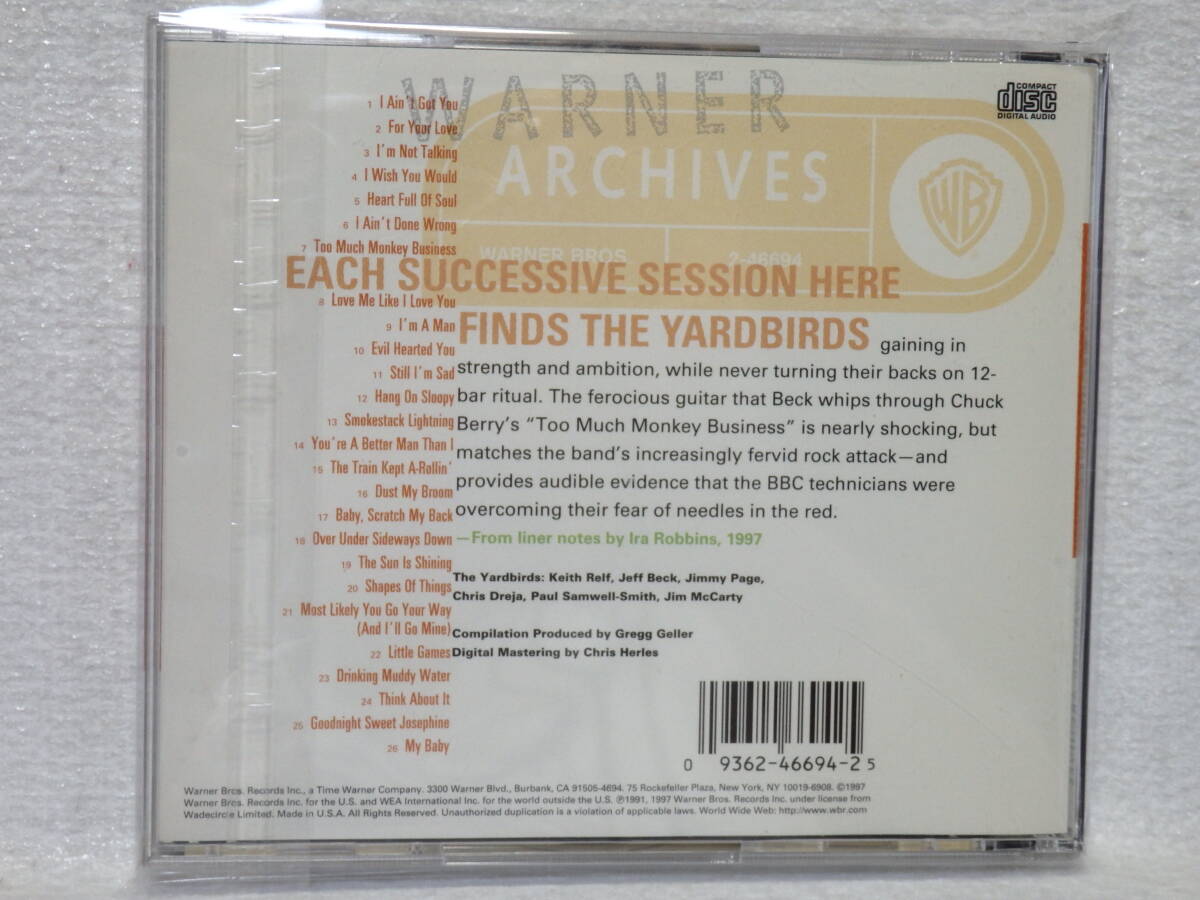 WARNER
ARCHIVES
WARNER BROS.
2-46694
WB
COMPACT
disc
DIGITAL AUDIO
1 I Ain't Got You
2 For Your Love
3 I'm Not Talking
4 I Wish You Would
5 Heart Full Of Soul
6 I Ain't Done Wrong
7 Too Much Monkey Business
8 Love Me Like I Love You
9 I'm A Man
10 Evil Hearted You
11 Still I'm Sad
12 Hang On Sloopy
13 Smokestack Lightning
14 You're A Better Man Than I
15 The Train Kept A-Rollin'
16 Dust My Broom
17 Baby, Scratch My Back
18 Over Under Sideways Down
19 The Sun Is Shining
20 Shapes Of Things
21 Most Likely You Go Your Way
(And I'll Go Mine)
22 Little Games
23 Drinking Muddy Water
24 Think About It
25 Goodnight Sweet Josephine
26 My Baby
EACH SUCCESSIVE SESSION HERE
FINDS THE YARDBIRDS gaining in
strength and ambition, while never turning their backs on 12-
bar ritual. The ferocious guitar that Beck whips through Chuck
Berry's "Too Much Monkey Business" is nearly shocking, but
matches the band's increasingly fervid rock attack—and
provides audible evidence that the BBC technicians were
overcoming their fear of needles in the red.
—From liner notes by Ira Robbins, 1997
The Yardbirds: Keith Relf, Jeff Beck, Jimmy Page,
Chris Dreja, Paul Samwell-Smith, Jim McCarty
Compilation Produced by Gregg Geller
Digital Mastering by Chris Herles
0 9362-46694-2 5
Warner Bros. Records Inc., a Time Warner Company. 3300 Warner Blvd., Burbank, CA 91505-4694. 75 Rockefeller Plaza, New York, NY 10019-6908. ©1997
Warner Bros. Records Inc. for the U.S. and WEA International Inc. for the world outside the U.S. ℗1991, 1997 Warner Bros. Records Inc. under license from
Wadecircle Limited. Made in U.S.A. All Rights Reserved. Unauthorized duplication is a violation of applicable laws. World Wide Web: http://www.wbr.com